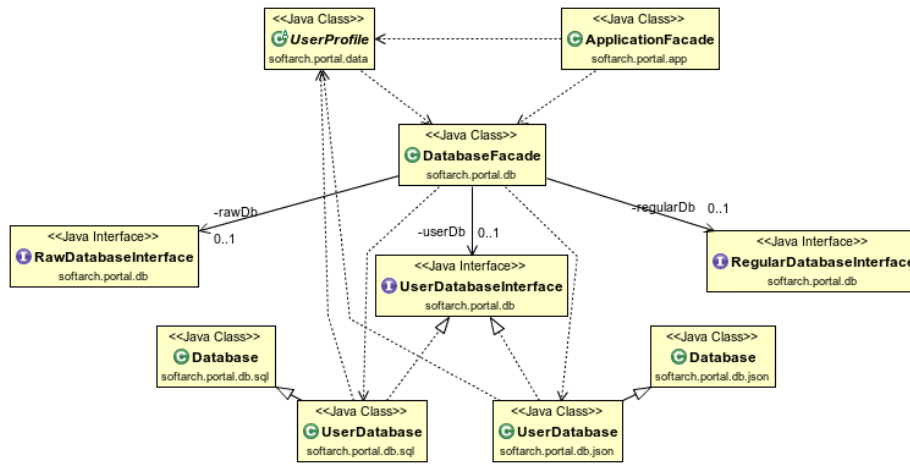 <<Java Class>>
UserProfile
softarch.portal.data
<<Java Class>>
ApplicationFacade
softarch.portal.app
<<Java Class>>
DatabaseFacade
softarch.portal.db
-rawDb
0..1
-userDb
0..1
-regularDb
0..1
<<Java Interface>>
RawDatabaseInterface
softarch.portal.db
<<Java Interface>>
UserDatabaseInterface
softarch.portal.db
<<Java Interface>>
RegularDatabaseInterface
softarch.portal.db
<<Java Class>>
Database
softarch.portal.db.sql
<<Java Class>>
Database
softarch.portal.db.json
<<Java Class>>
UserDatabase
softarch.portal.db.sql
<<Java Class>>
UserDatabase
softarch.portal.db.json